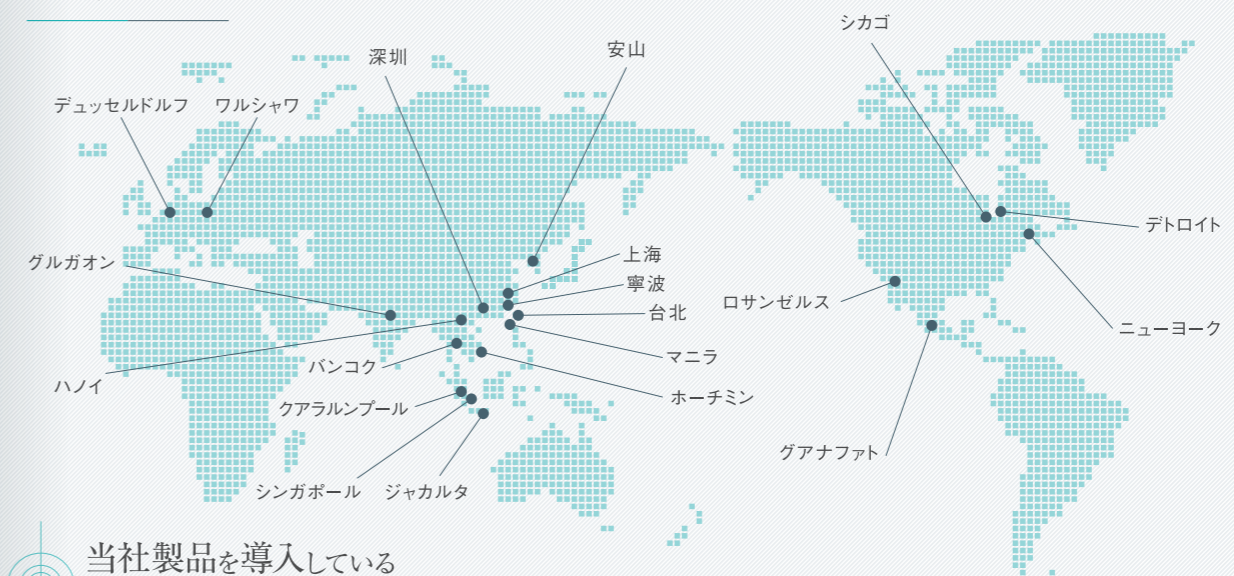 シカゴ
安山
深圳
デュッセルドルフ
ワルシャワ
デトロイト
上海
グルガオン
寧波
ロサンゼルス
台北
ニューヨーク
マニラ
バンコク
ハノイ
ホーチミン
クアラルンプール
グアナファト
シンガポール
ジャカルタ
当社製品を導入している